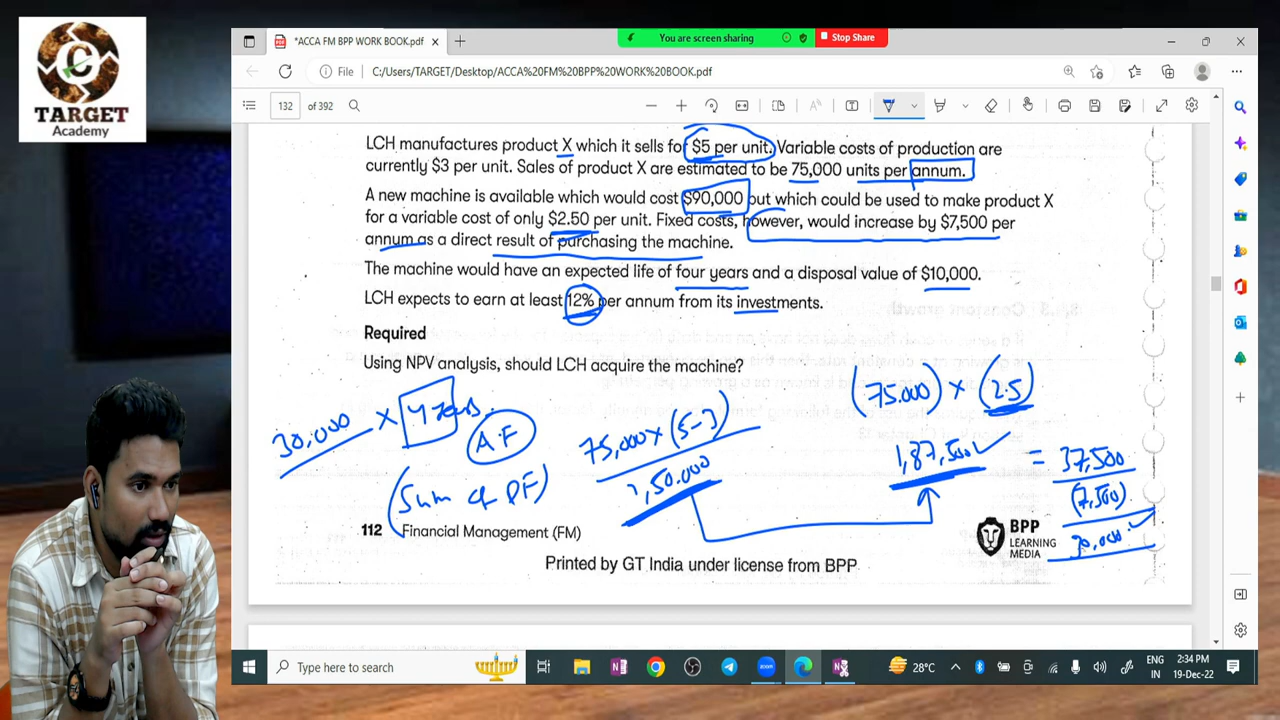 TARGET
Academy
*ACCA FM BPP WORK BOOK.pdf
You are screen sharing
Stop Share
File
C:/Users/TARGET/Desktop/ACCA%20FM%20BPP%20WORK%20BOOK.pdf
132
of 392
LCH manufactures product X which it sells for $5 per unit. Variable costs of production are
currently $3 per unit. Sales of product X are estimated to be 75,000 units per annum.
A new machine is available which would cost $90,000 but which could be used to make product X
for a variable cost of only $2.50 per unit. Fixed costs, however, would increase by $7,500 per
annum as a direct result of purchasing the machine.
The machine would have an expected life of four years and a disposal value of $10,000.
LCH expects to earn at least 12% per annum from its investments.
Required
Using NPV analysis, should LCH acquire the machine?
(75.000) × (2.5)
30.000 × 4 years.
A.F
75,000 × (5-3)
1,87,500
= 37,500
(Sum of DF)
1,50.000
(7,500)
30,000
112 Financial Management (FM)
BPP
LEARNING
MEDIA
Printed by GT India under license from BPP
Type here to search
zoom
28°C
ENG
IN
2:34 PM
19-Dec-22